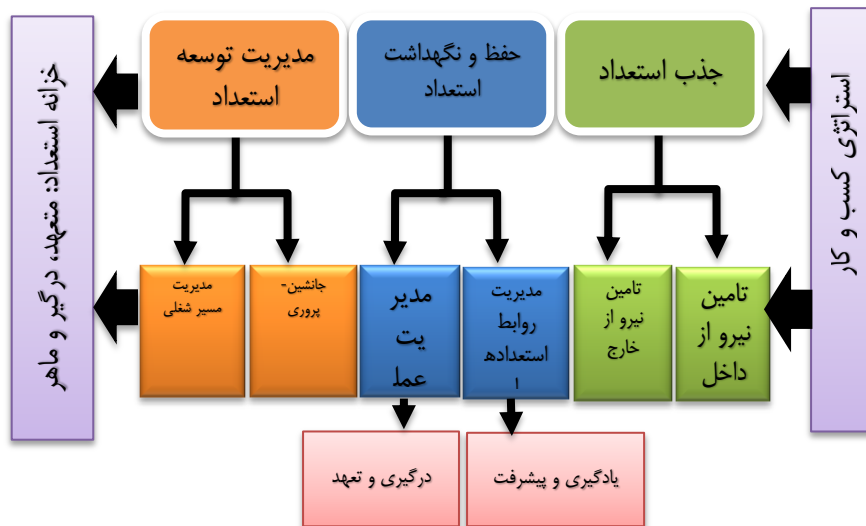 استراتژی کسب و کار
جذب استعداد
حفظ و نگهداشت
استعداد
مدیریت توسعه
استعداد
تامین
نیرو از
داخل
تامین
نیرو از
خارج
مدیریت
روابط
استعدادها
مدیر
یت
عمل
جانشین-
پروری
مدیریت
مسیر شغلی
یادگیری و پیشرفت
درگیری و تعهد
خزانه استعداد: متعهد، درگیر و ماهر